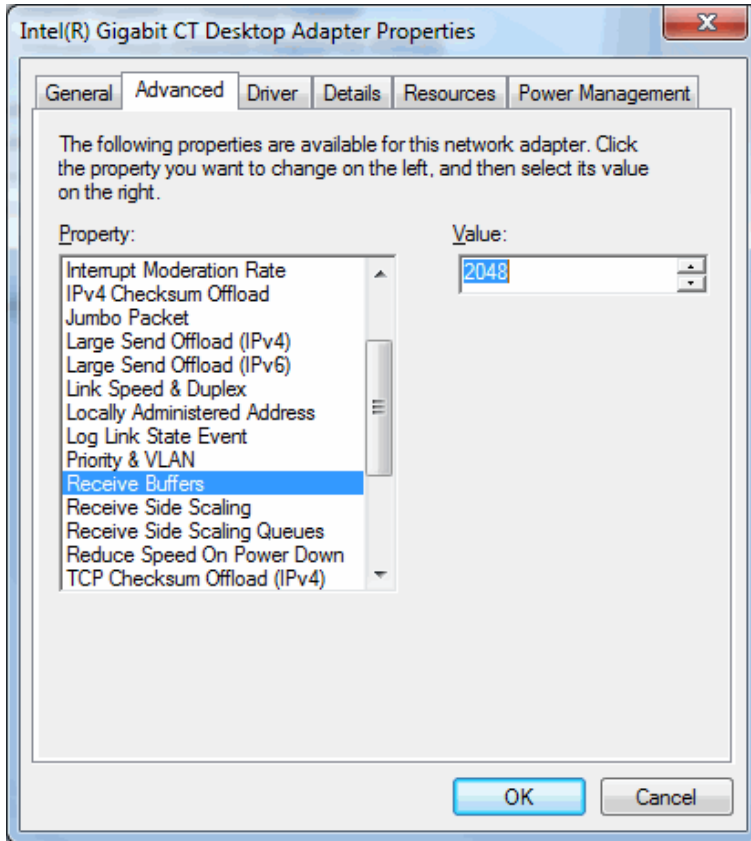 Intel(R) Gigabit CT Desktop Adapter Properties
General Advanced Driver Details Resources Power Management
The following properties are available for this network adapter. Click
the property you want to change on the left, and then select its value
on the right.
Property:
Value:
Interrupt Moderation Rate
IPv4 Checksum Offload
Jumbo Packet
Large Send Offload (IPv4)
Large Send Offload (IPv6)
Link Speed & Duplex
Locally Administered Address
Log Link State Event
Priority & VLAN
Receive Buffers
Receive Side Scaling
Receive Side Scaling Queues
Reduce Speed On Power Down
TCP Checksum Offload (IPv4)
2048
OK
Cancel